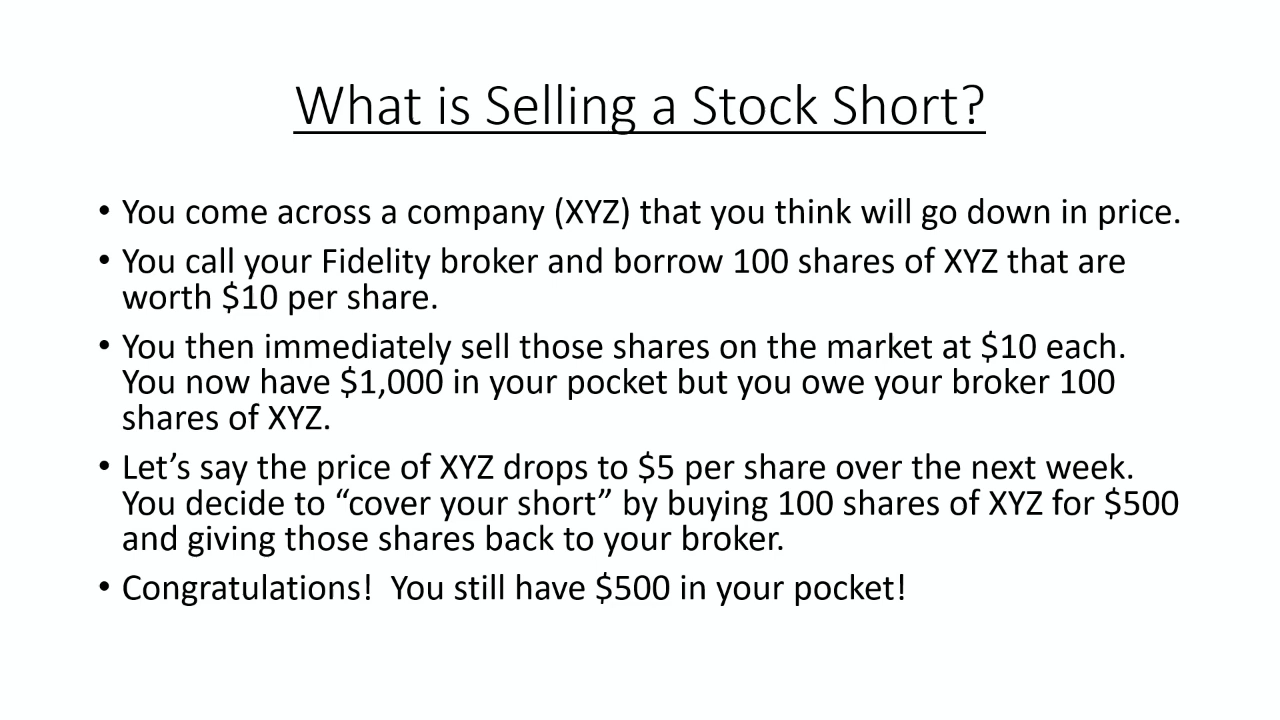 What is Selling a Stock Short?
• You come across a company (XYZ) that you think will go down in price.
• You call your Fidelity broker and borrow 100 shares of XYZ that are
worth $10 per share.
• You then immediately sell those shares on the market at $10 each.
You now have $1,000 in your pocket but you owe your broker 100
shares of XYZ.
• Let’s say the price of XYZ drops to $5 per share over the next week.
You decide to “cover your short” by buying 100 shares of XYZ for $500
and giving those shares back to your broker.
• Congratulations!  You still have $500 in your pocket!